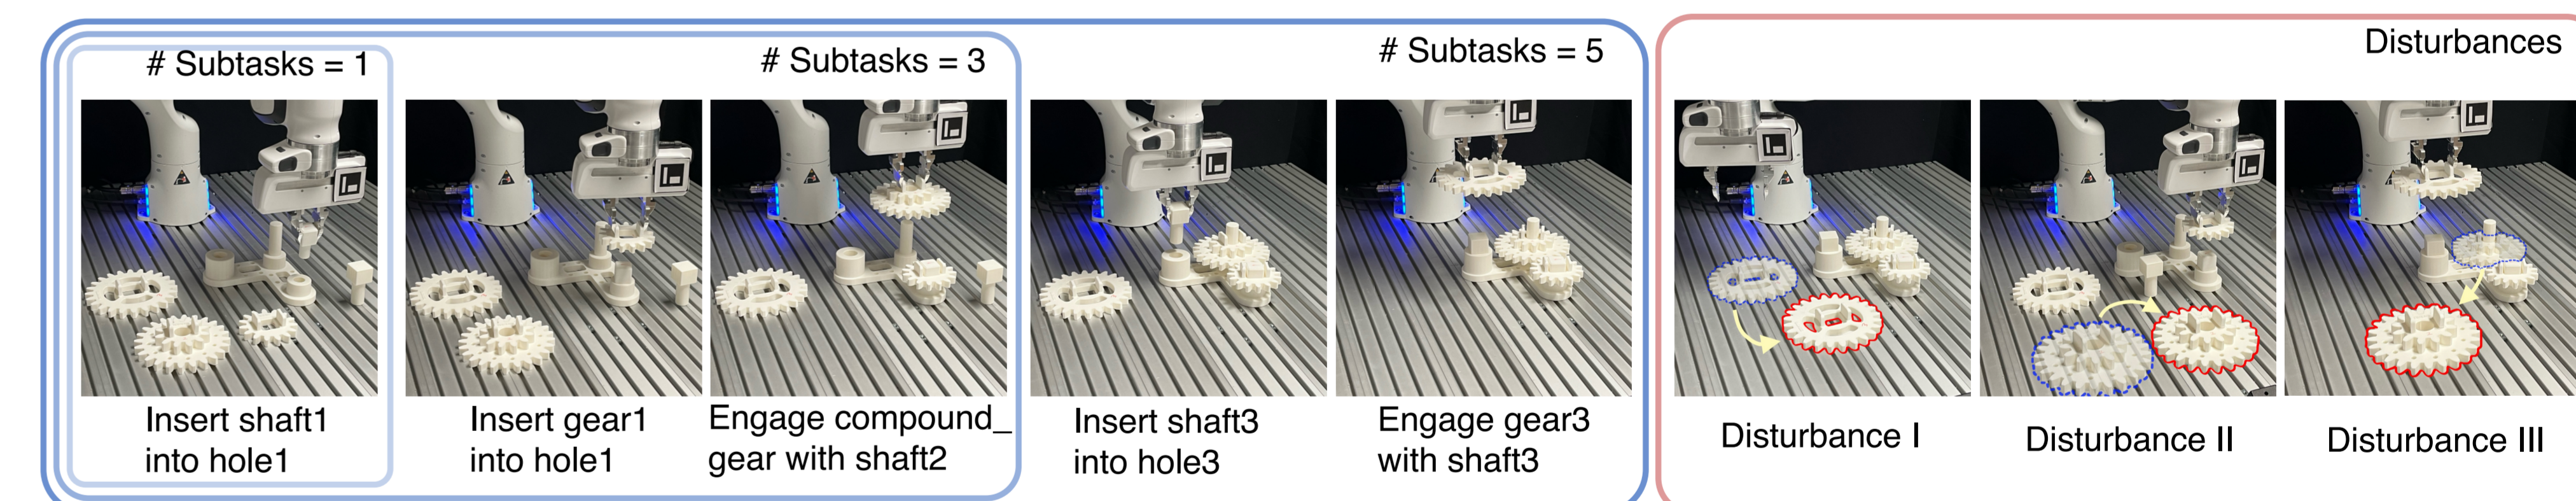 # Subtasks = 1
# Subtasks = 3
# Subtasks = 5
Disturbances
Insert shaft1
into hole1
Insert gear1
into hole1
Engage compound_
gear with shaft2
Insert shaft3
into hole3
Engage gear3
with shaft3
Disturbance I
Disturbance II
Disturbance III